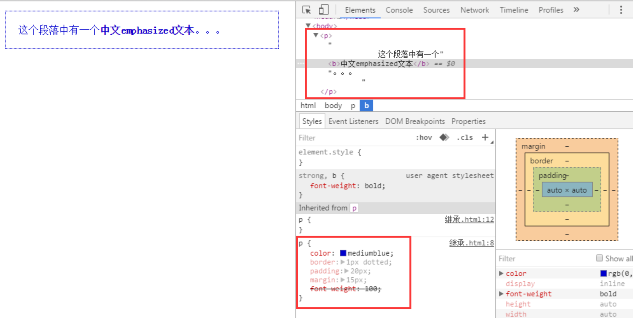 这个段落中有一个中文emphasized文本。。。
Elements Console Sources Network Timeline Profiles »
<body>
<p>
"
这个段落中有一个"
<b>中文emphasized文本</b> == $0
"。。。
"
</p>
html body p b
Styles Event Listeners DOM Breakpoints Properties
Filter :hov .cls +
element.style {
}
strong, b { user agent stylesheet
font-weight: bold;
}
Inherited from p
p { 继承.html:12
}
p { 继承.html:8
color: mediumblue;
border: 1px dotted;
padding: 20px;
margin: 15px;
font-weight: 100;
}
margin –
border –
padding–
– – – auto × auto – – –
–
–
–
Filter Show all
color rgb(0,
display inline
font-weight bold
height auto
width auto